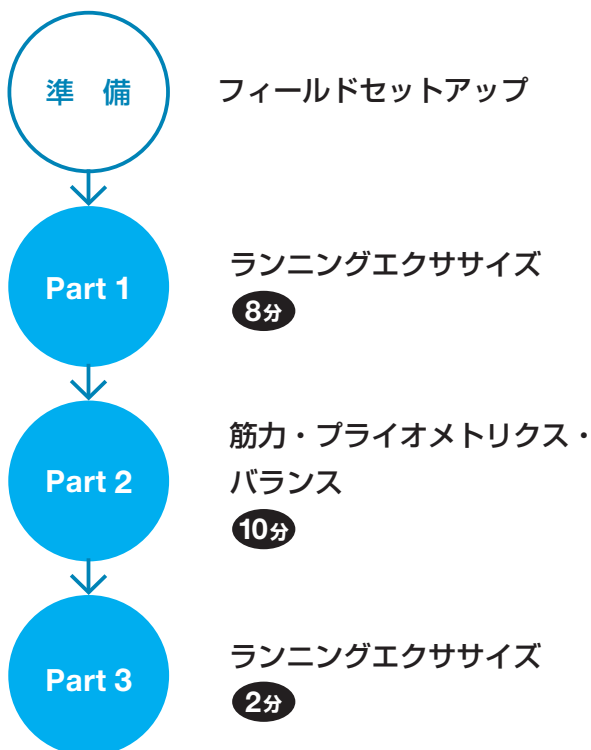 準　備
フィールドセットアップ
Part 1
ランニングエクササイズ
8分
Part 2
筋力・プライオメトリクス・
バランス
10分
Part 3
ランニングエクササイズ
2分